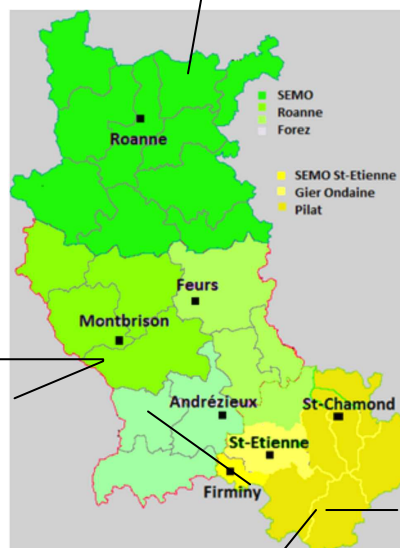 SEMO
Roanne
Roanne
Forez
SEMO St-Etienne
Gier Ondaine
Pilat
Feurs
Montbrison
Andrézieux
St-Chamond
St-Etienne
Firminy